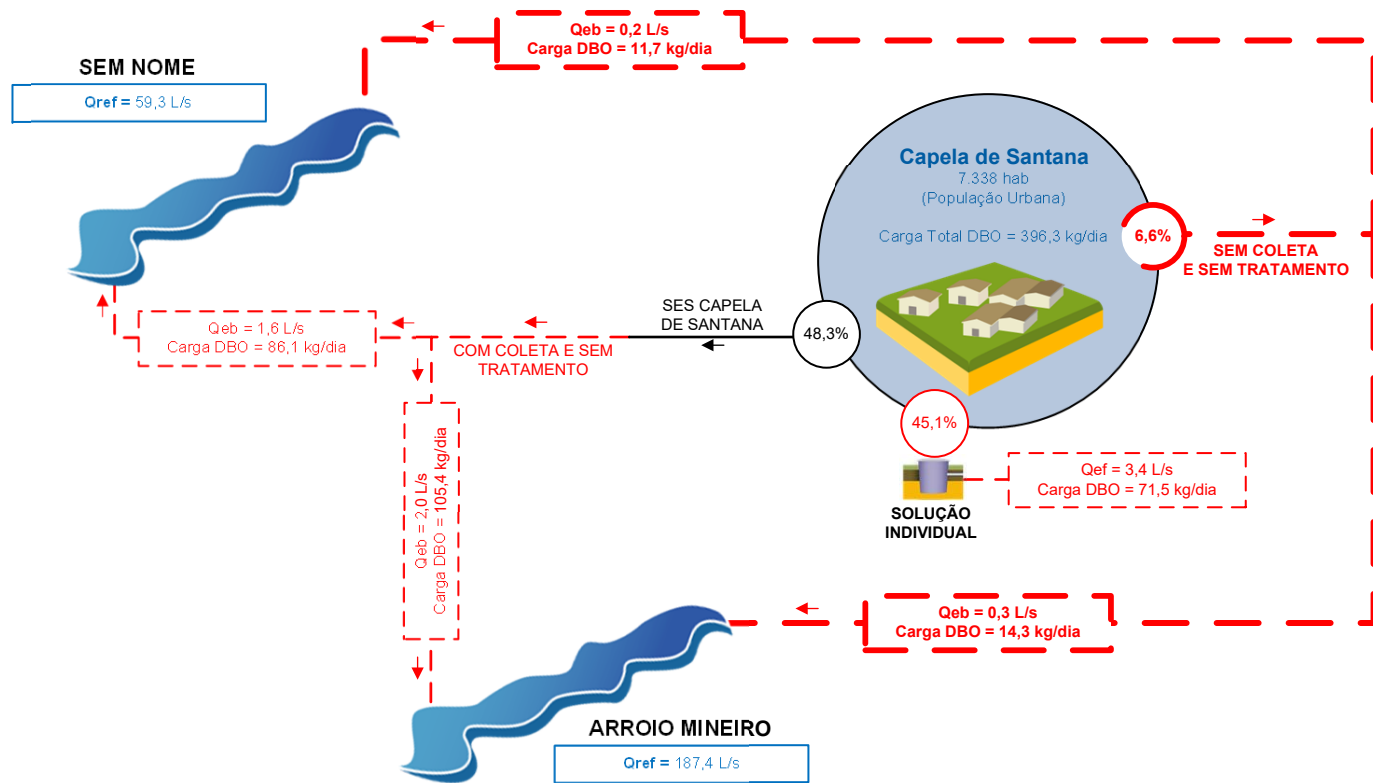 Qeb = 0,2 L/s
Carga DBO = 11,7 kg/dia
SEM NOME
Qref = 59,3 L/s
Capela de Santana
7.338 hab
(População Urbana)
Carga Total DBO = 396,3 kg/dia
6,6%
SEM COLETA
E SEM TRATAMENTO
SES CAPELA
DE SANTANA
48,3%
Qeb = 1,6 L/s
Carga DBO = 86,1 kg/dia
COM COLETA E SEM
TRATAMENTO
45,1%
Qeb = 2,0 L/s
Carga DBO = 105,4 kg/dia
Qef = 3,4 L/s
Carga DBO = 71,5 kg/dia
SOLUÇÃO
INDIVIDUAL
Qeb = 0,3 L/s
Carga DBO = 14,3 kg/dia
ARROIO MINEIRO
Qref = 187,4 L/s